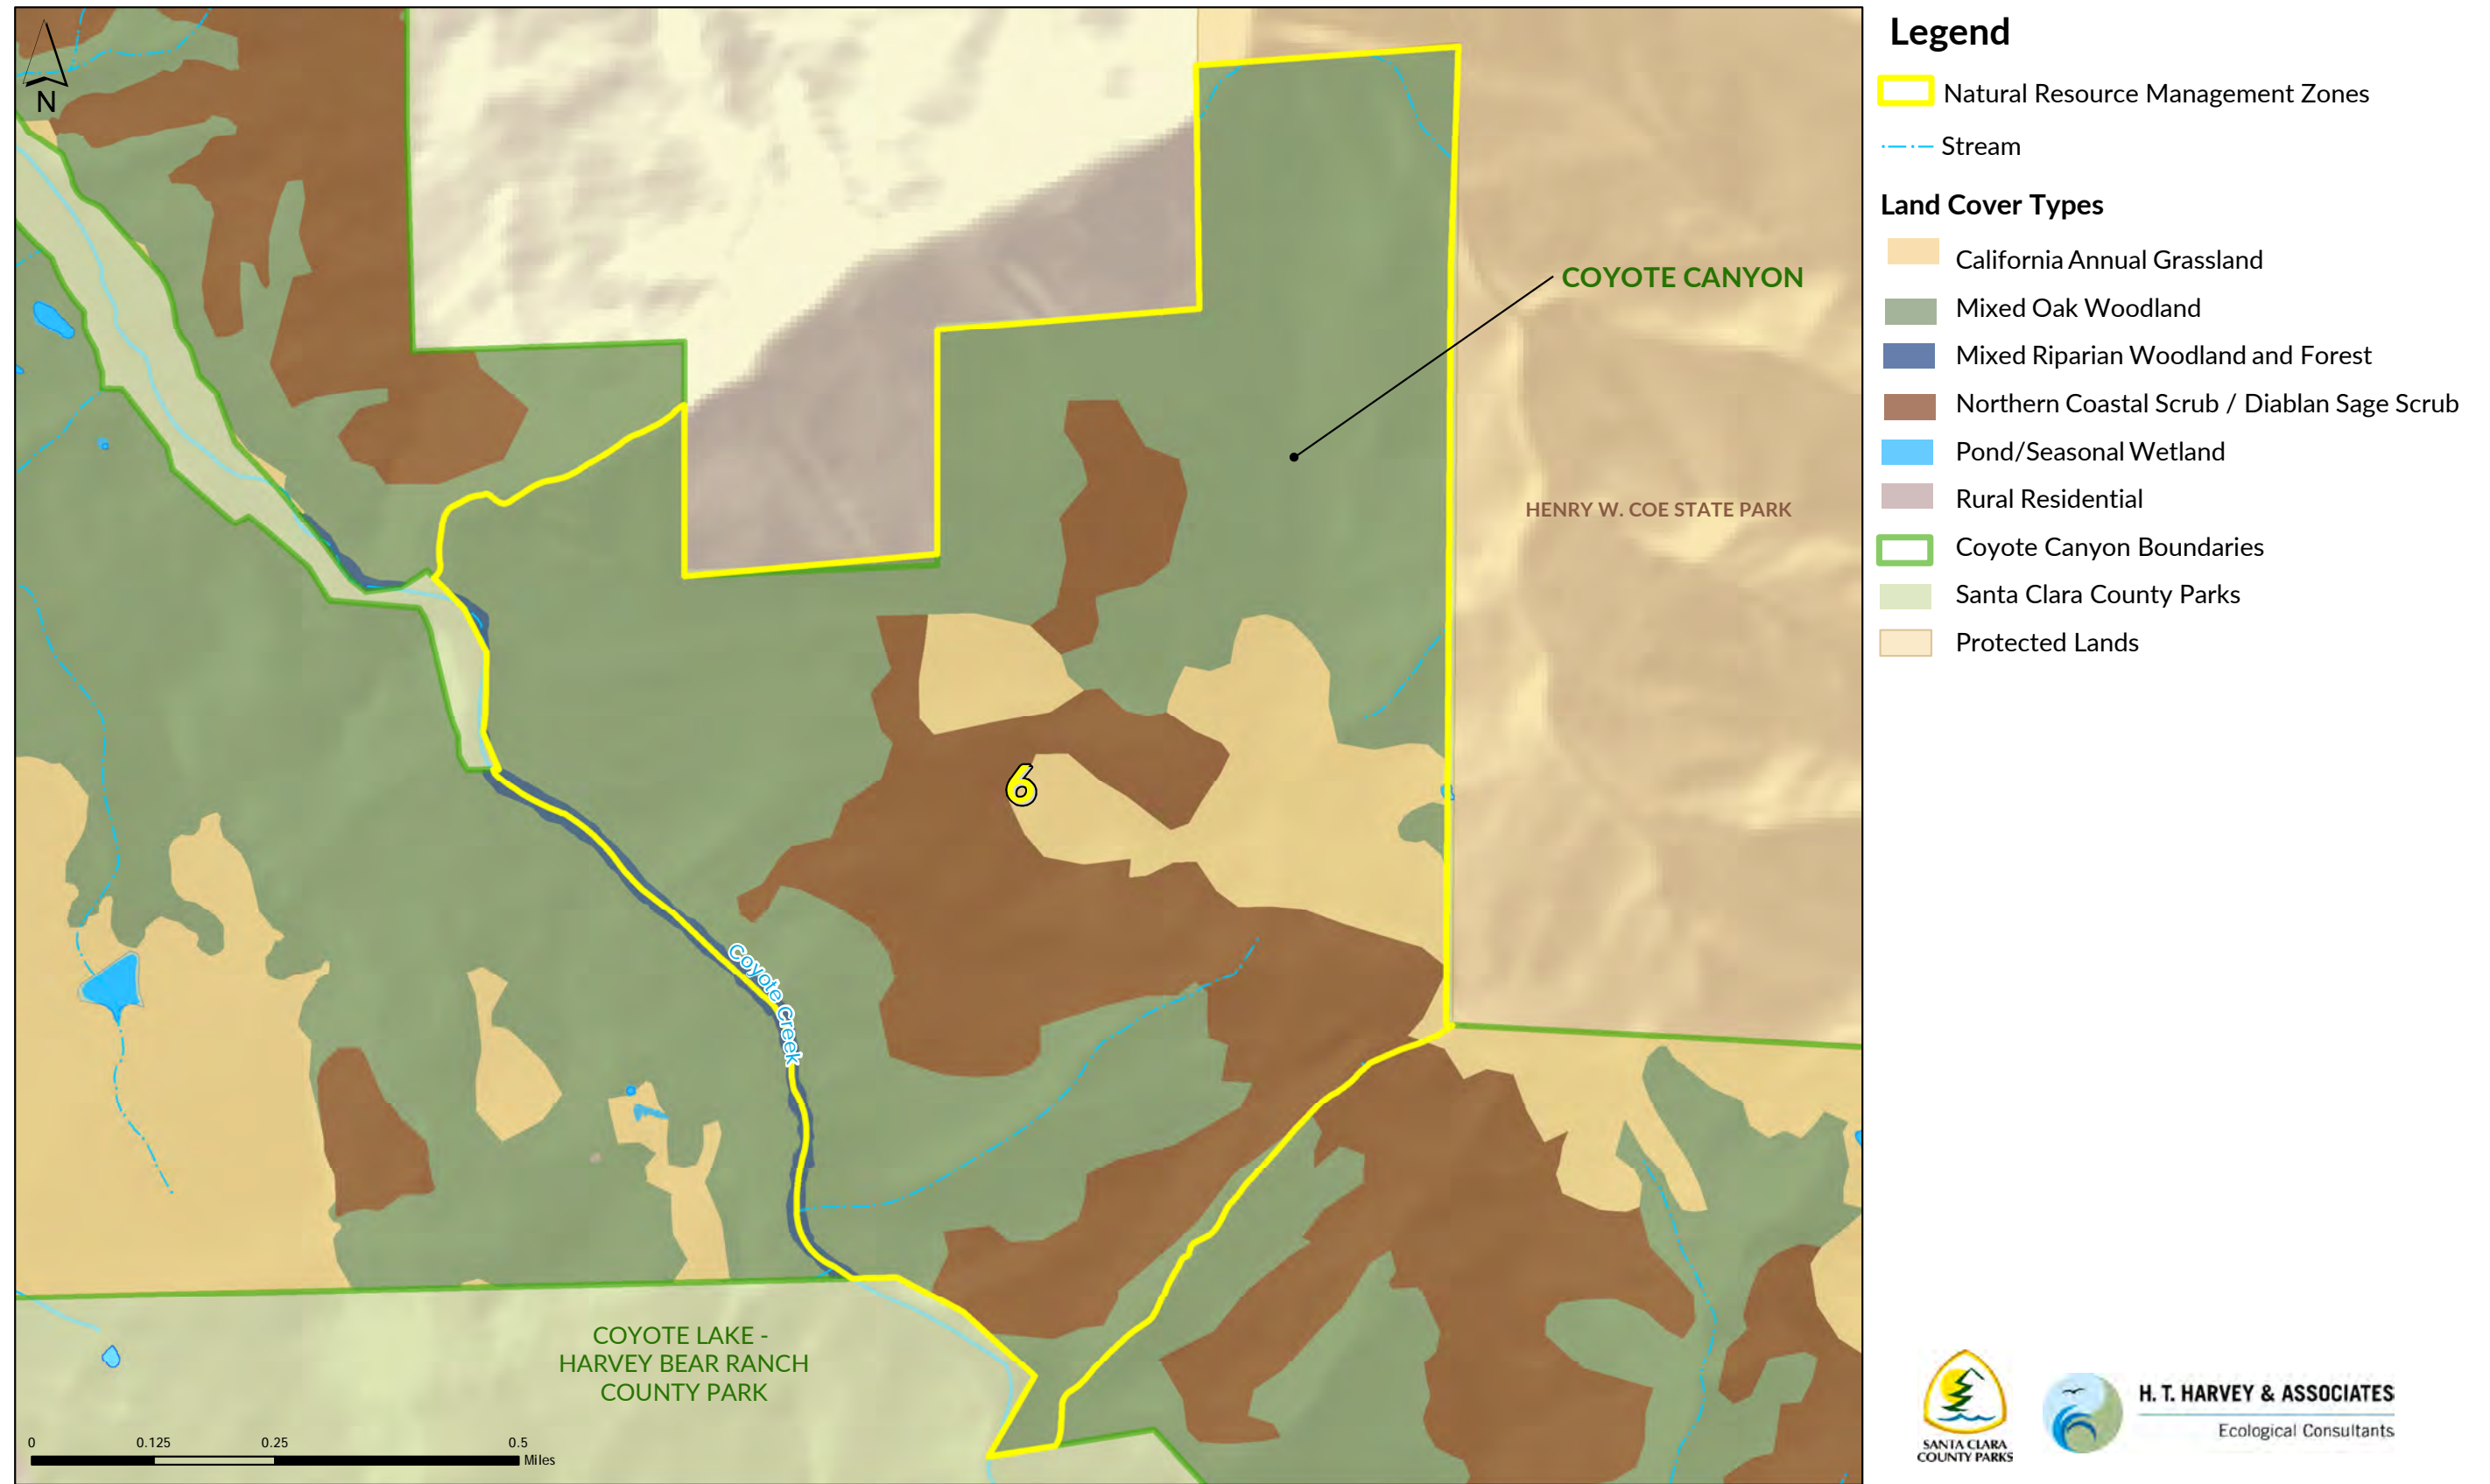 N
COYOTE CANYON
HENRY W. COE STATE PARK
6
Coyote Creek
COYOTE LAKE -
HARVEY BEAR RANCH
COUNTY PARK
0 0.125 0.25 0.5
Miles
Legend
Natural Resource Management Zones
Stream
Land Cover Types
California Annual Grassland
Mixed Oak Woodland
Mixed Riparian Woodland and Forest
Northern Coastal Scrub / Diablan Sage Scrub
Pond/Seasonal Wetland
Rural Residential
Coyote Canyon Boundaries
Santa Clara County Parks
Protected Lands
SANTA CLARA
COUNTY PARKS
H. T. HARVEY & ASSOCIATES
Ecological Consultants